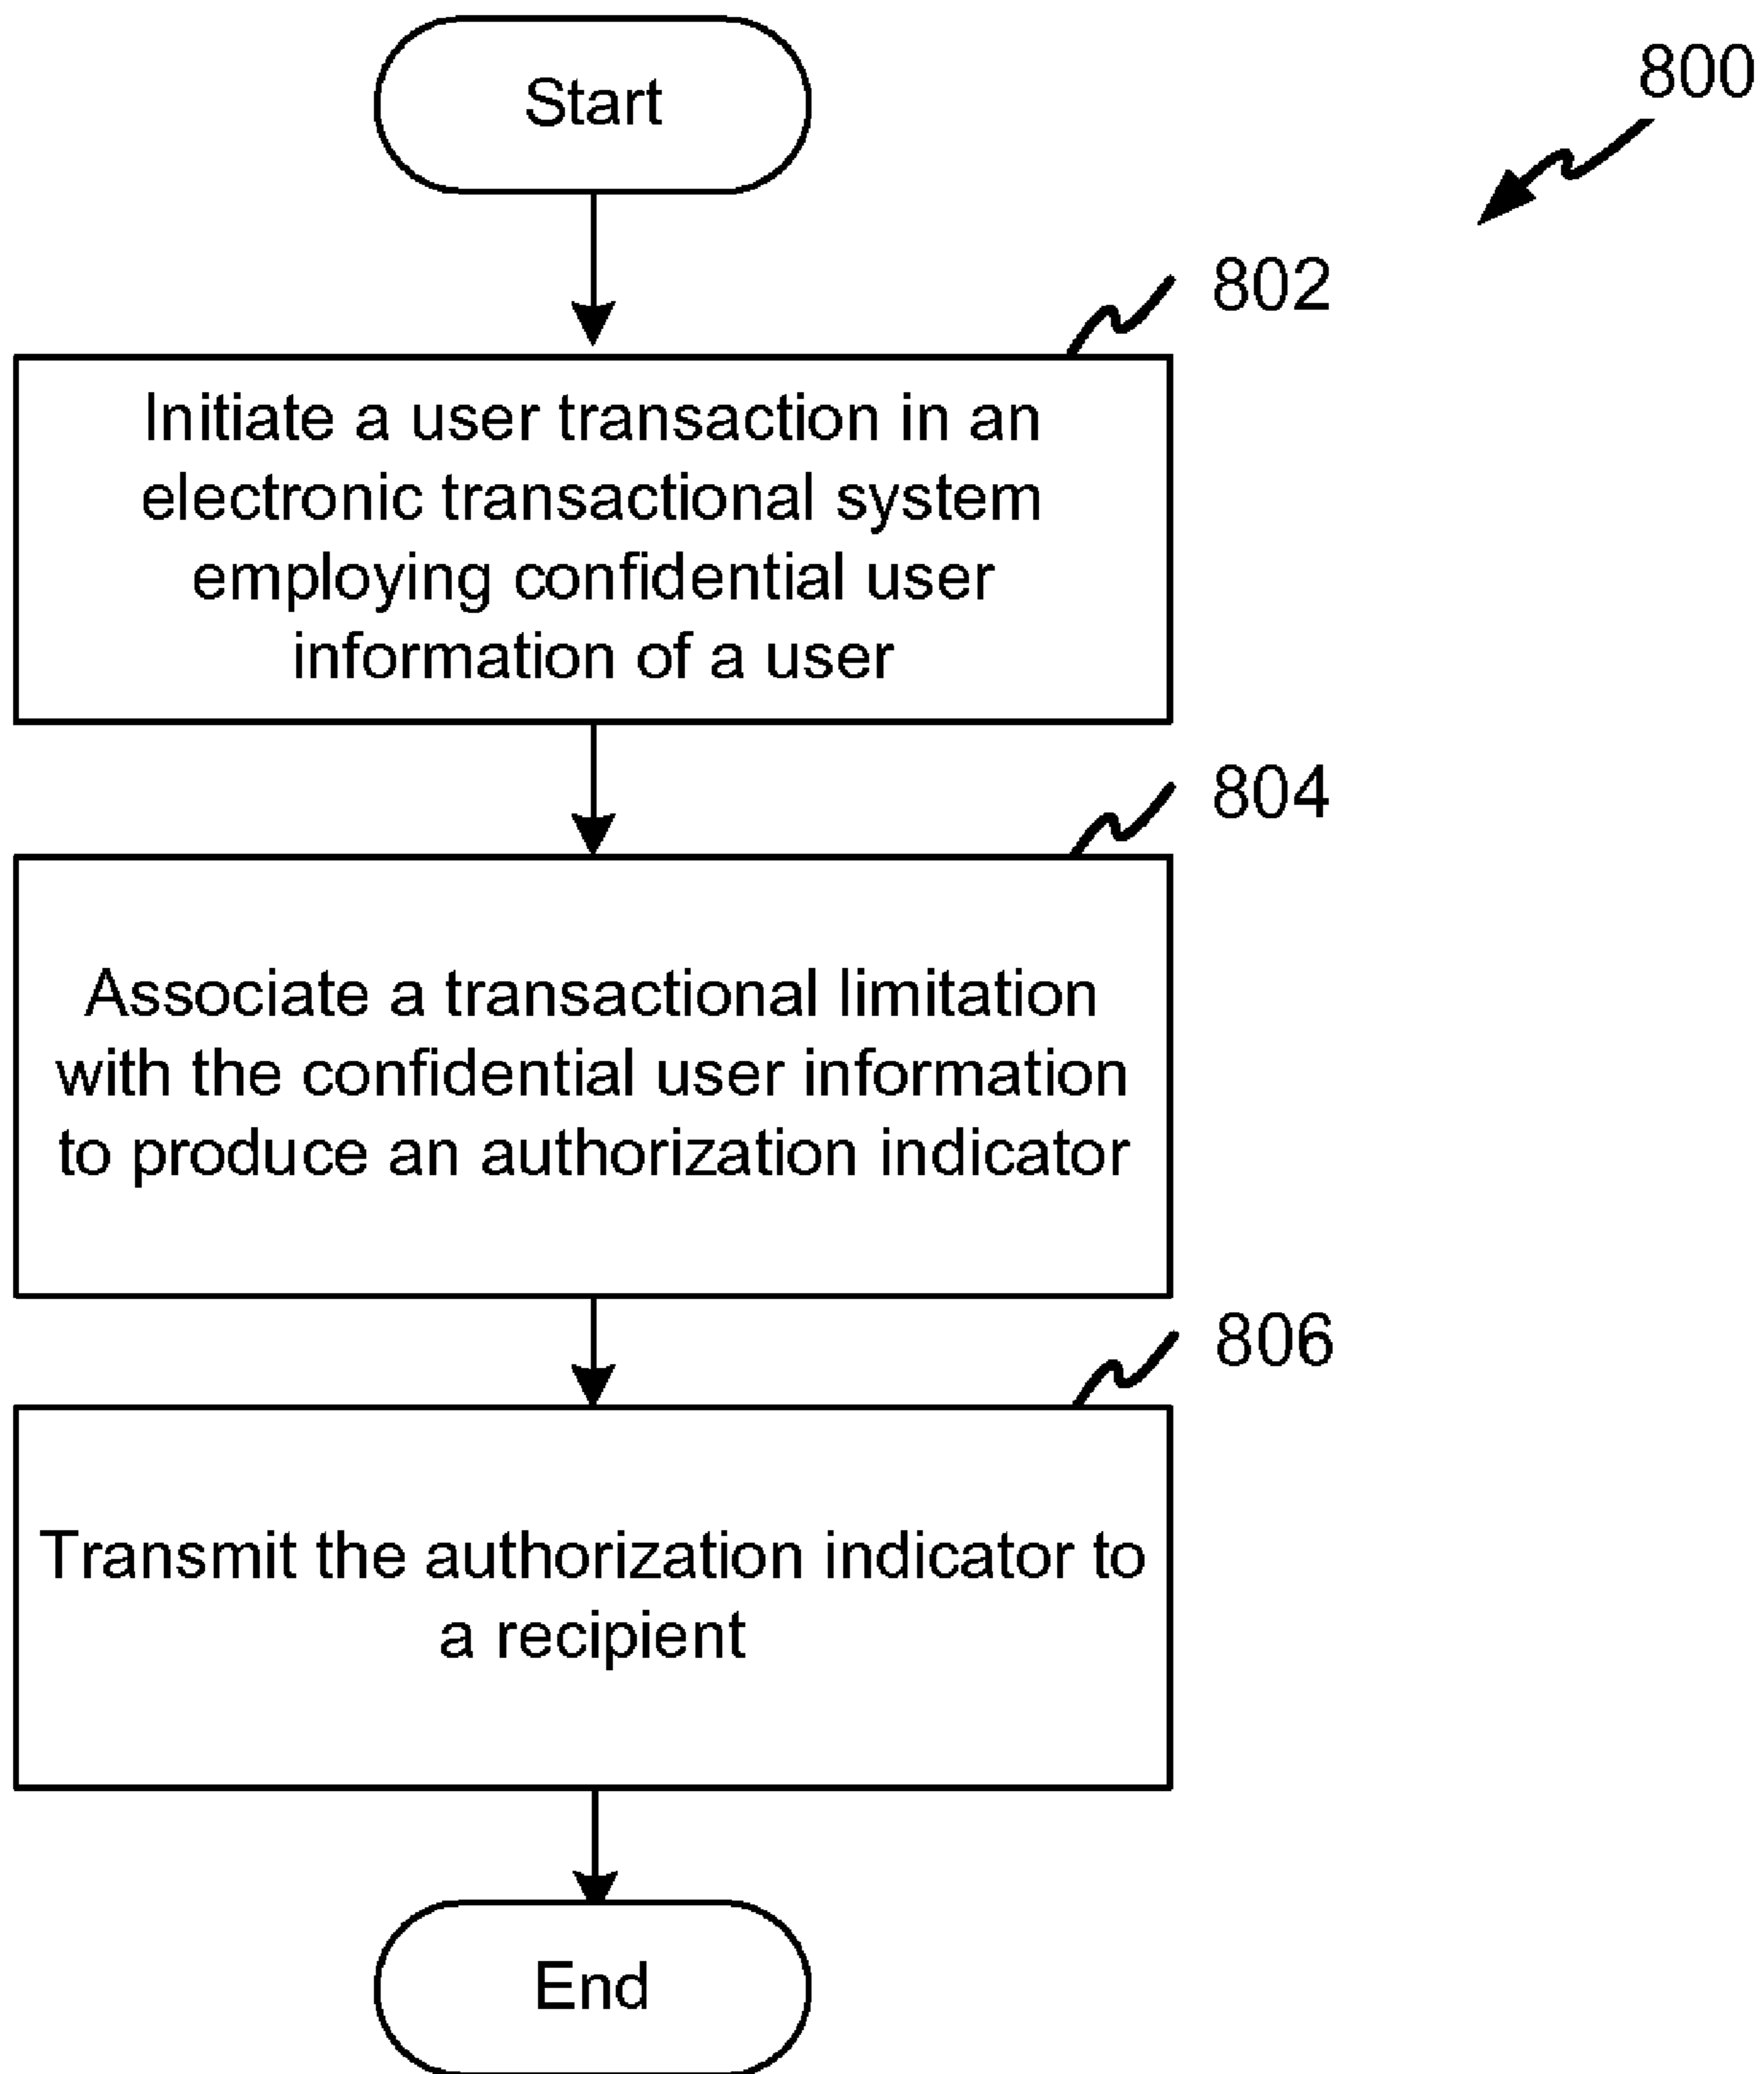 Start
800
802
Initiate a user transaction in an
electronic transactional system
employing confidential user
information of a user
804
Associate a transactional limitation
with the confidential user information
to produce an authorization indicator
806
Transmit the authorization indicator to
a recipient
End